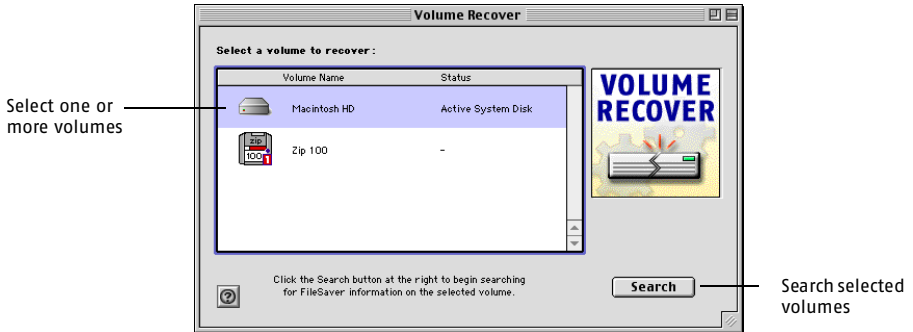 Volume Recover
Select a volume to recover:
Volume Name Status
Select one or
more volumes
Macintosh HD Active System Disk
zip
100
Zip 100 -
VOLUME
RECOVER
Click the Search button at the right to begin searching
for FileSaver information on the selected volume.
?
Search
Search selected
volumes